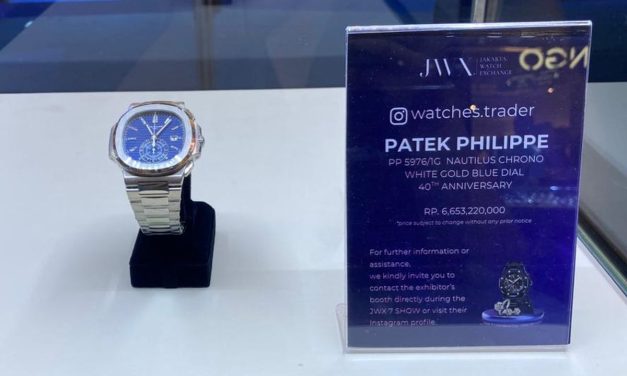 JWX
JAKARTA
WATCH
EXCHANGE
watches.trader
PATEK PHILIPPE
PP 5976/1G NAUTILUS CHRONO
WHITE GOLD BLUE DIAL
40TH ANNIVERSARY
RP. 6,653,220,000
*price subject to change without any prior notice
For further information or
assistance,
we kindly invite you to
contact the exhibitor's
booth directly during the
JWX 7 SHOW or visit their
Instagram profile.